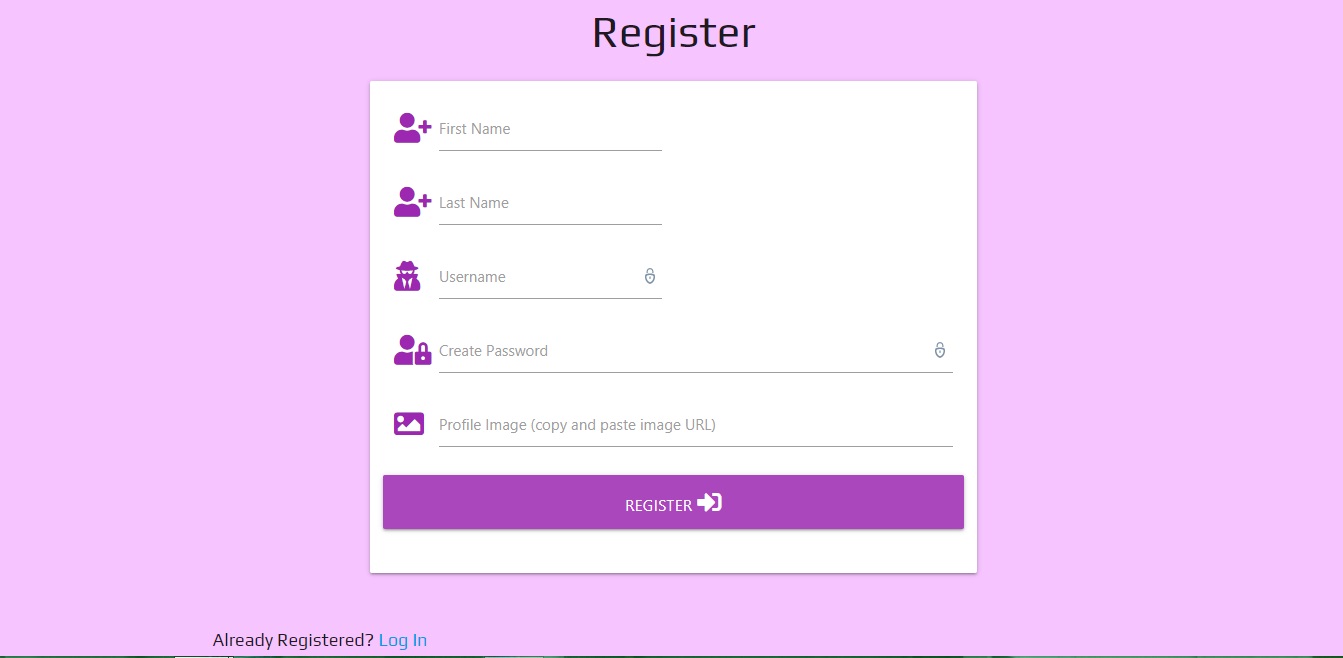 Register
First Name
Last Name
Username
Create Password
Profile Image (copy and paste image URL)
REGISTER
Already Registered? Log In